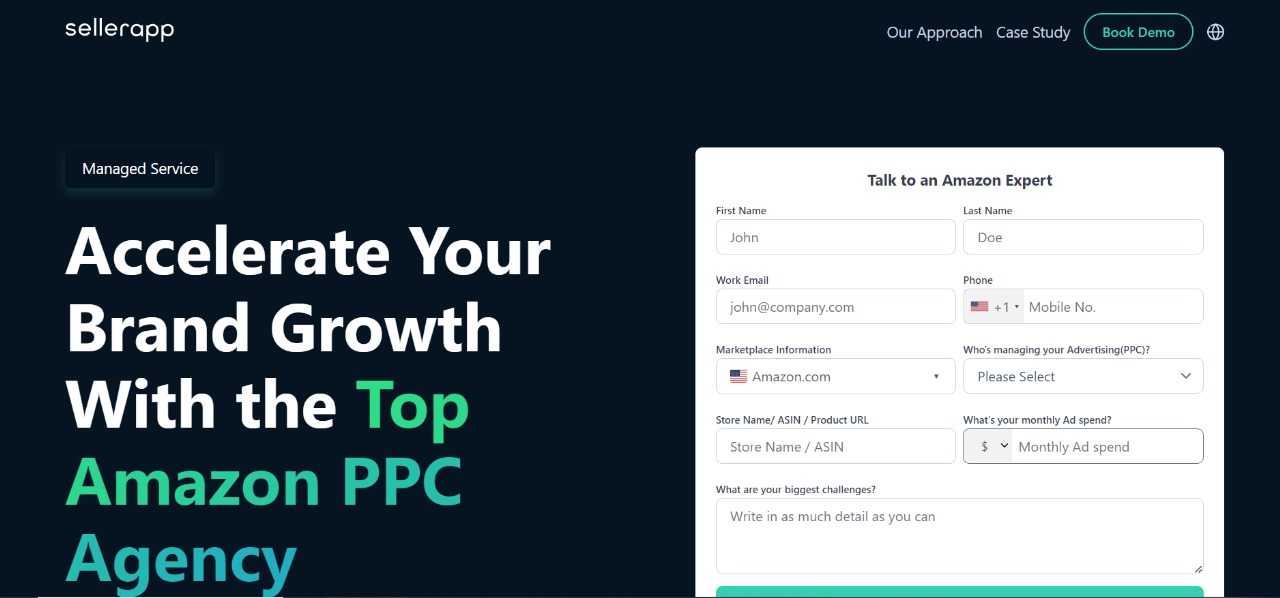 sellerapp
Our Approach Case Study Book Demo
Managed Service
Accelerate Your
Brand Growth
With the Top
Amazon PPC
Agency
Talk to an Amazon Expert
First Name Last Name
John Doe
Work Email Phone
john@company.com +1 Mobile No.
Marketplace Information Who's managing your Advertising(PPC)?
Amazon.com Please Select
Store Name/ ASIN / Product URL What's your monthly Ad spend?
Store Name / ASIN $ Monthly Ad spend
What are your biggest challenges?
Write in as much detail as you can